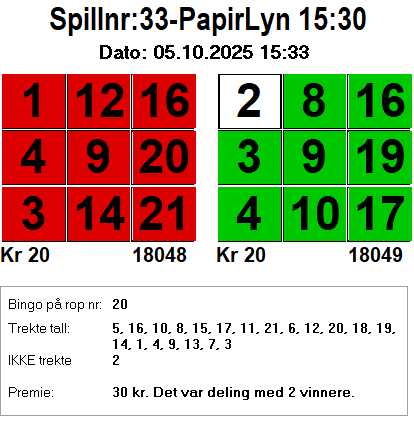 Spillnr:33-PapirLyn 15:30
Dato: 05.10.2025 15:33
1 12 16 2 8 16
4 9 20 3 9 19
3 14 21 4 10 17
Kr 20 18048 Kr 20 18049
Bingo på rop nr: 20
Trekte tall: 5, 16, 10, 8, 15, 17, 11, 21, 6, 12, 20, 18, 19,
14, 1, 4, 9, 13, 7, 3
IKKE trekte 2
Premie: 30 kr. Det var deling med 2 vinnere.